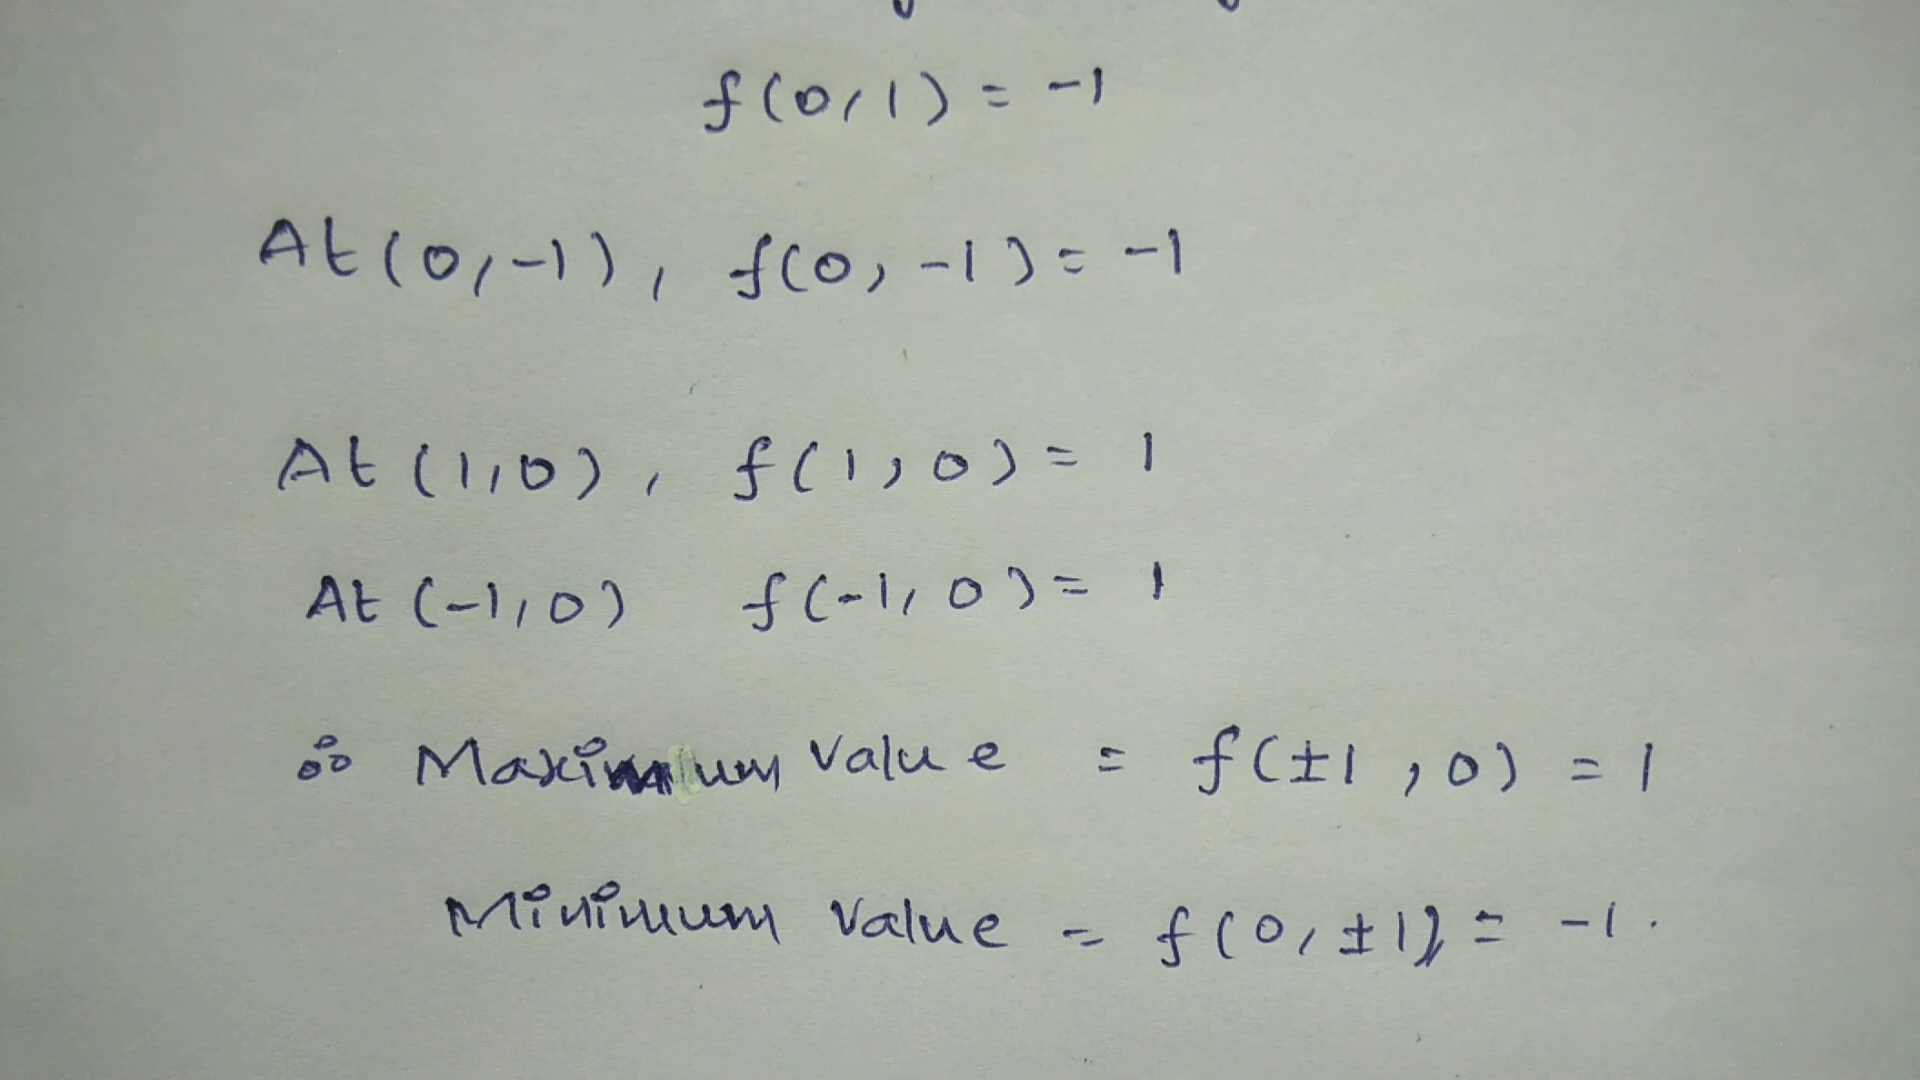 f(0,1) = -1
At (0,-1), f(0,-1) = -1
At (1,0), f(1,0) = 1
At (-1,0) f(-1,0) = 1
∴ Maximum value = f(±1,0) = 1
Minimum value = f(0,±1) = -1.